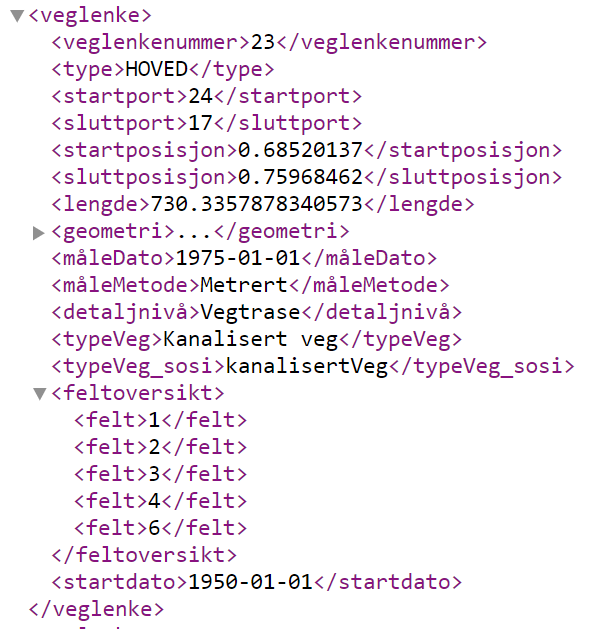 <veglenke>
<veglenkenummer>23</veglenkenummer>
<type>HOVED</type>
<startport>24</startport>
<sluttport>17</sluttport>
<startposisjon>0.68520137</startposisjon>
<sluttposisjon>0.75968462</sluttposisjon>
<lengde>730.3357878340573</lengde>
<geometri>...</geometri>
<måleDato>1975-01-01</måleDato>
<måleMetode>Metrert</måleMetode>
<detaljnivå>Vegtrase</detaljnivå>
<typeVeg>Kanalisert veg</typeVeg>
<typeVeg_sosi>kanalisertVeg</typeVeg_sosi>
<feltoversikt>
<felt>1</felt>
<felt>2</felt>
<felt>3</felt>
<felt>4</felt>
<felt>6</felt>
</feltoversikt>
<startdato>1950-01-01</startdato>
</veglenke>